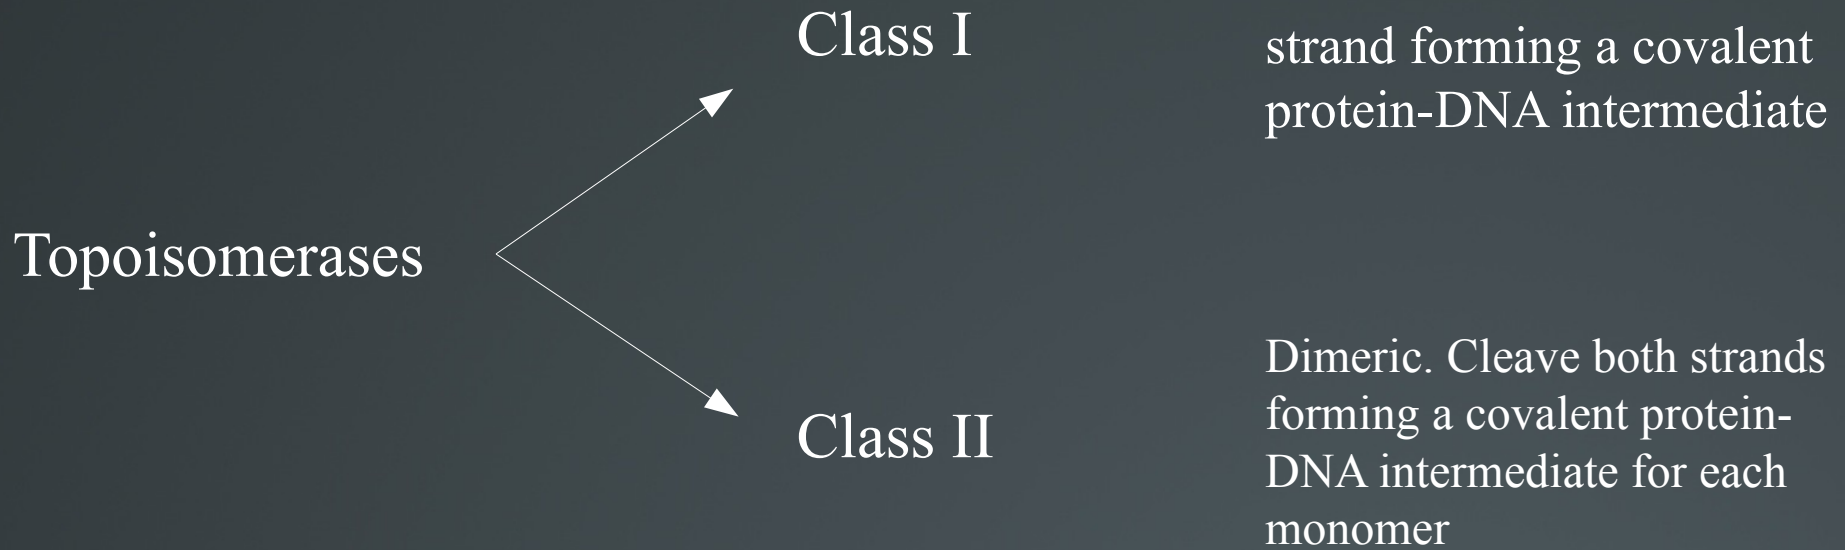 Class I
strand forming a covalent
protein-DNA intermediate
Topoisomerases
Class II
Dimeric. Cleave both strands
forming a covalent protein-
DNA intermediate for each
monomer